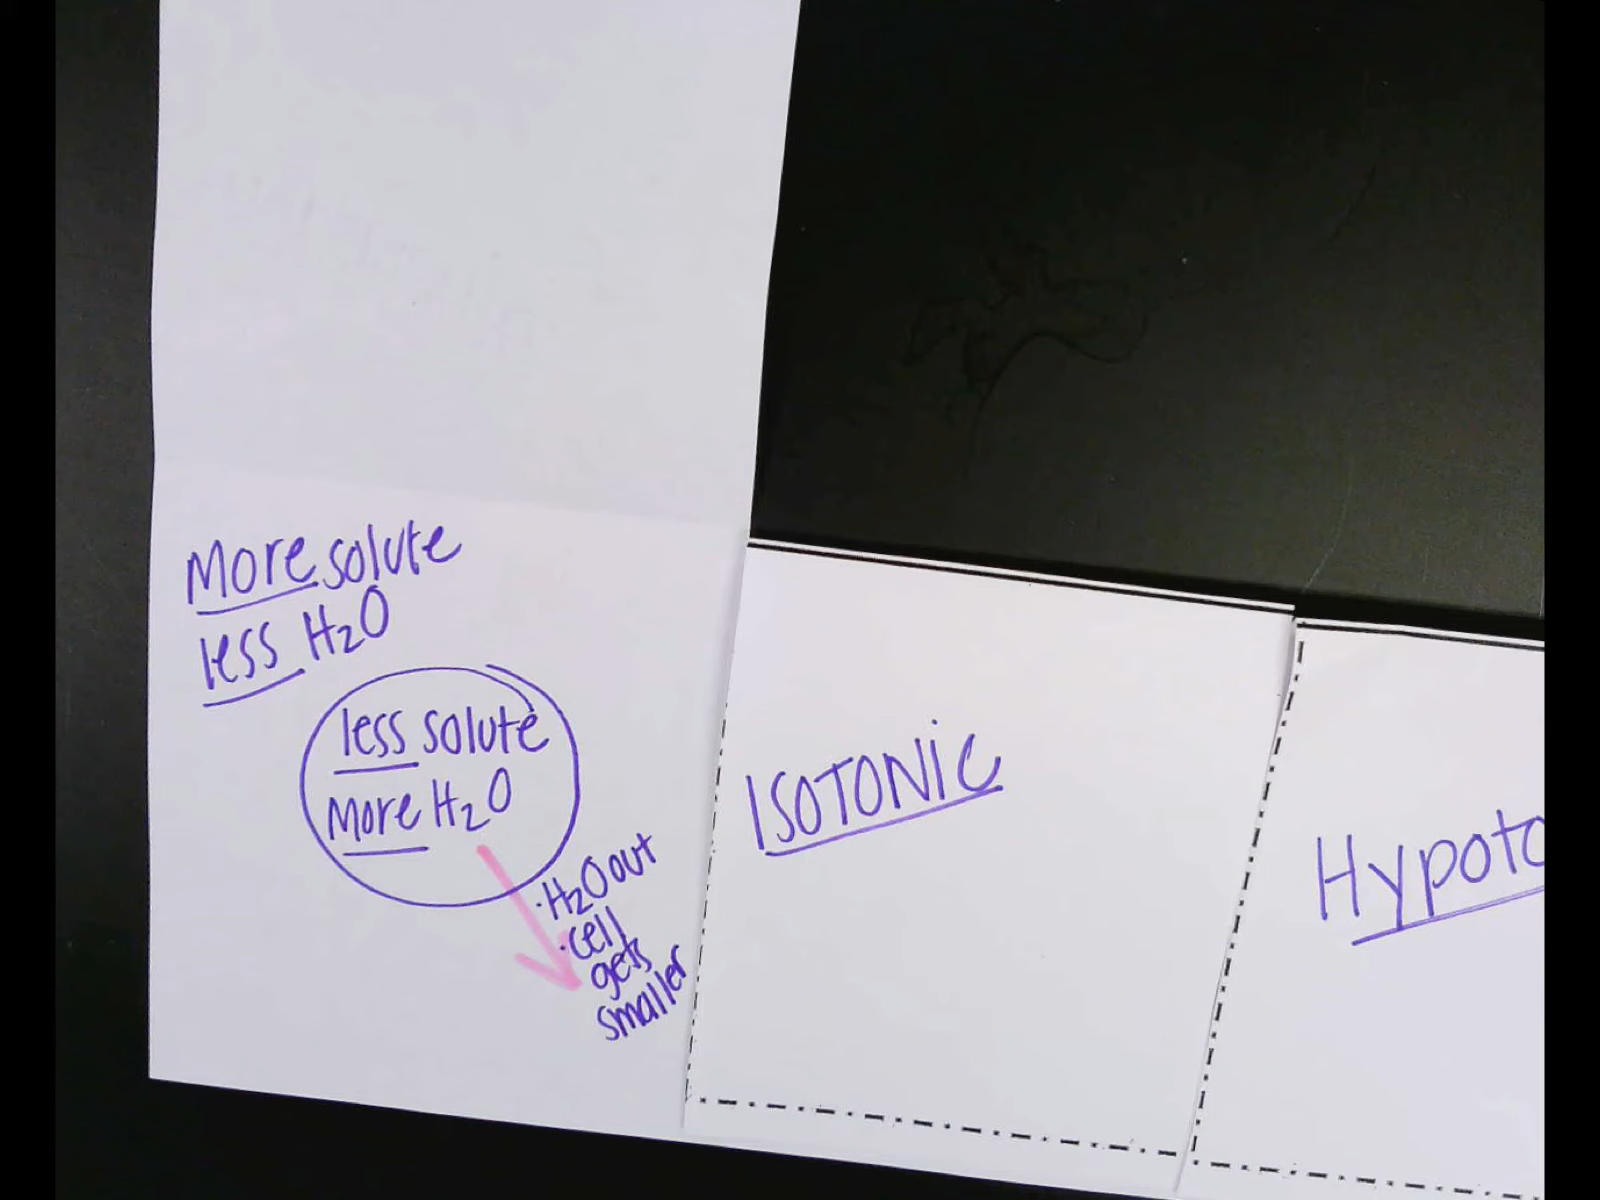 More solute
less H₂O
less solute
More H₂O
· H₂O out
· cell
gets
smaller
ISOTONIC
Hypoto